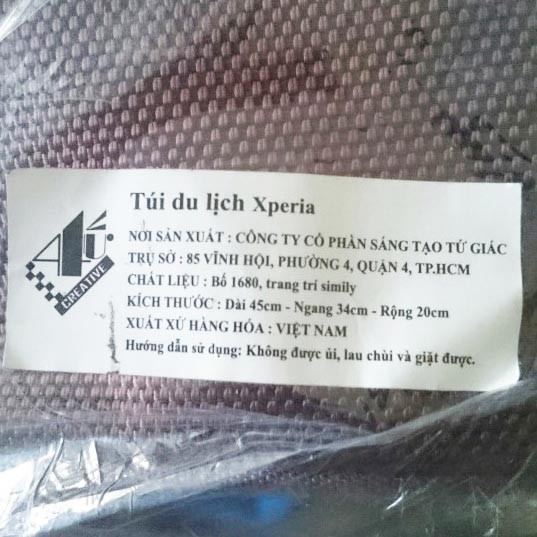 4TỨ
CREATIVE
Túi du lịch Xperia
NƠI SẢN XUẤT : CÔNG TY CỔ PHẦN SÁNG TẠO TỨ GIÁC
TRỤ SỞ : 85 VĨNH HỘI, PHƯỜNG 4, QUẬN 4, TP.HCM
CHẤT LIỆU : Bố 1680, trang trí simily
KÍCH THƯỚC : Dài 45cm - Ngang 34cm - Rộng 20cm
XUẤT XỨ HÀNG HÓA : VIỆT NAM
Hướng dẫn sử dụng: Không được ủi, lau chùi và giặt được.